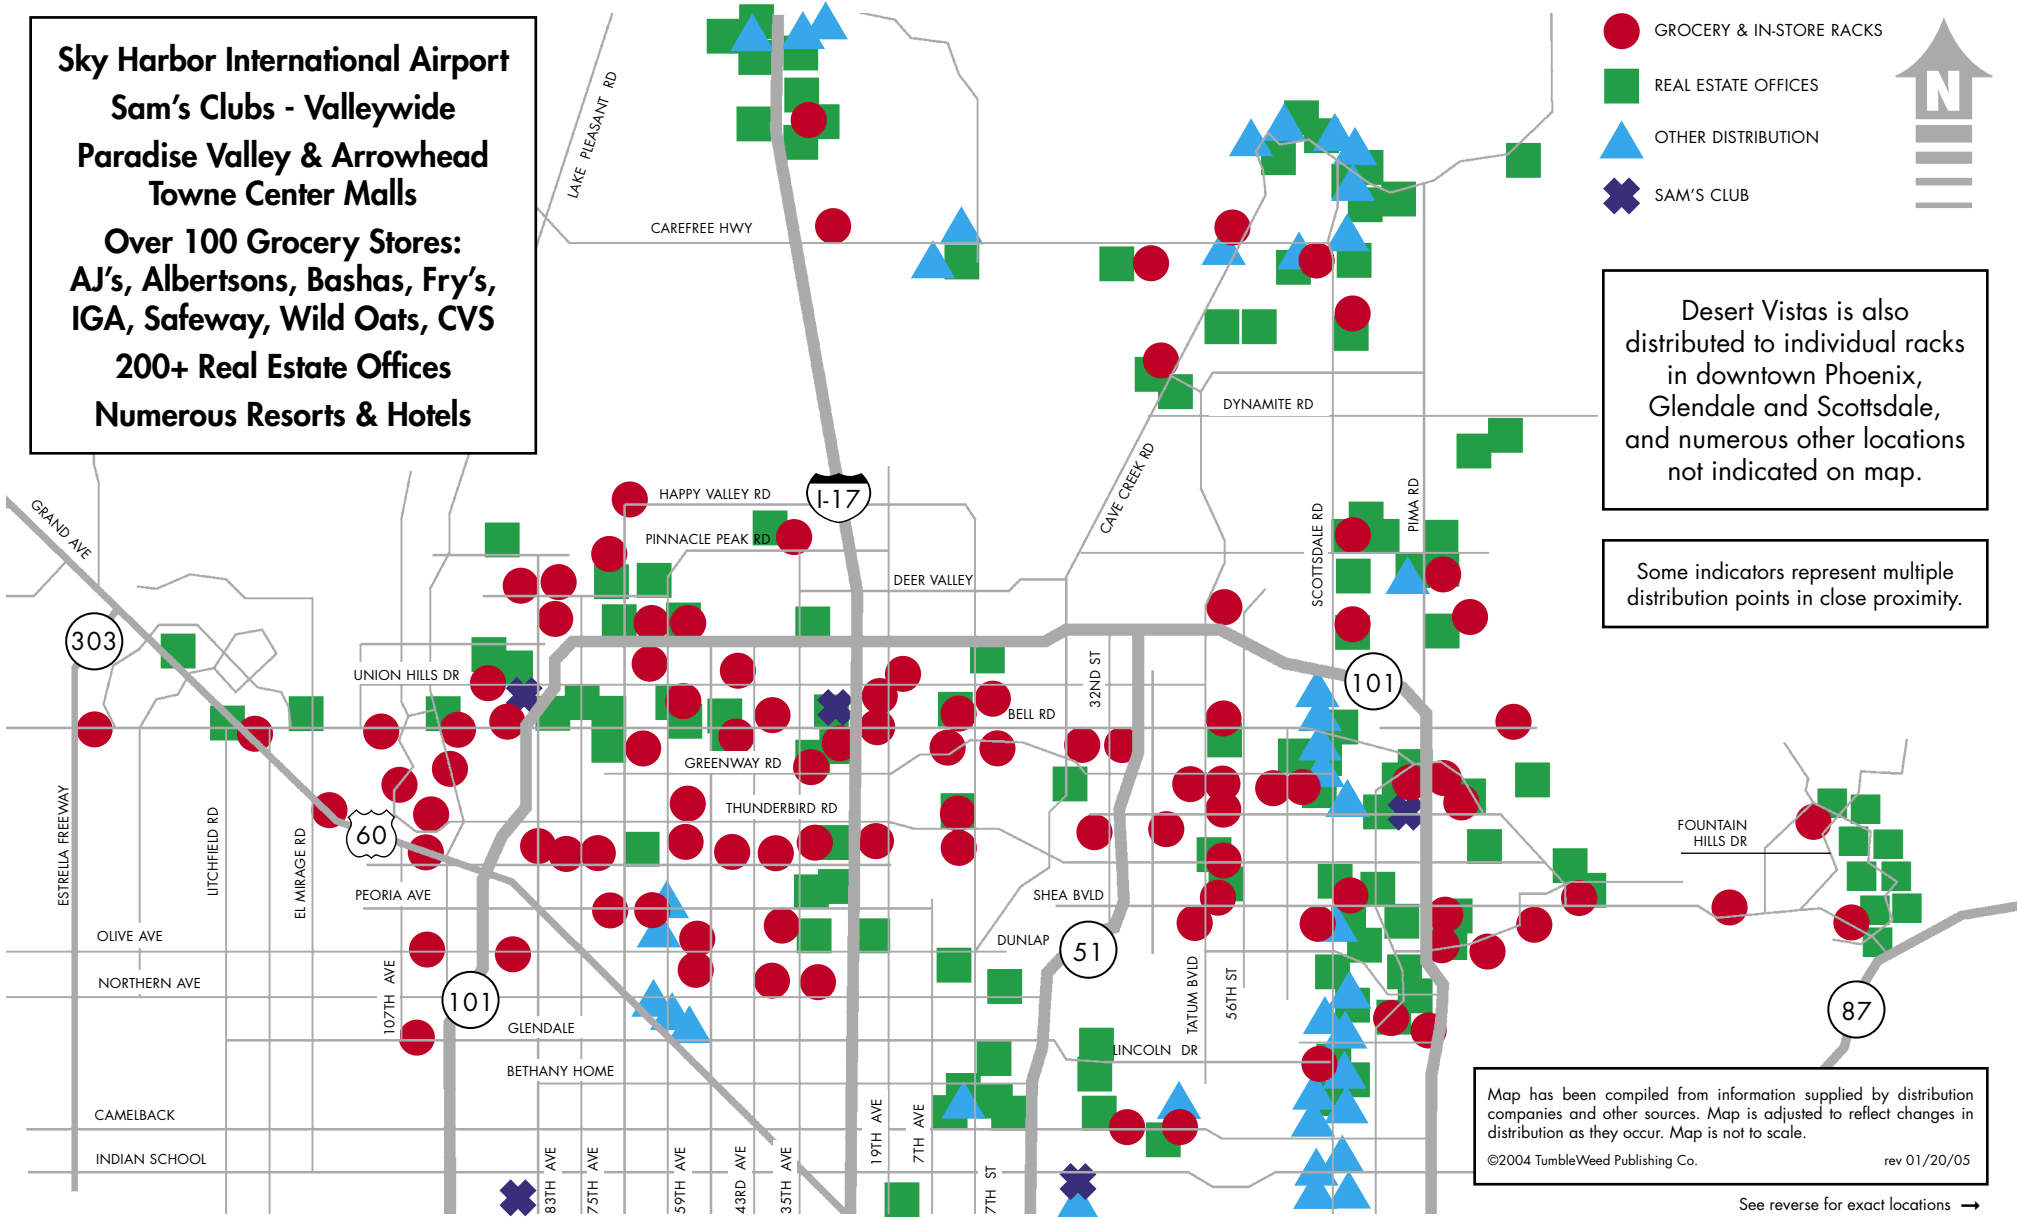 Sky Harbor International Airport
Sam's Clubs - Valleywide
Paradise Valley & Arrowhead
Towne Center Malls
Over 100 Grocery Stores:
AJ's, Albertsons, Bashas, Fry's,
IGA, Safeway, Wild Oats, CVS
200+ Real Estate Offices
Numerous Resorts & Hotels
GROCERY & IN-STORE RACKS
REAL ESTATE OFFICES
OTHER DISTRIBUTION
SAM'S CLUB
N
Desert Vistas is also
distributed to individual racks
in downtown Phoenix,
Glendale and Scottsdale,
and numerous other locations
not indicated on map.
Some indicators represent multiple
distribution points in close proximity.
LAKE PLEASANT RD
CAREFREE HWY
DYNAMITE RD
CAVE CREEK RD
HAPPY VALLEY RD
I-17
PINNACLE PEAK RD
DEER VALLEY
SCOTTSDALE RD
PIMA RD
GRAND AVE
303
UNION HILLS DR
101
32ND ST
BELL RD
GREENWAY RD
THUNDERBIRD RD
ESTRELLA FREEWAY
LITCHFIELD RD
EL MIRAGE RD
60
FOUNTAIN
HILLS DR
PEORIA AVE
SHEA BVLD
OLIVE AVE
DUNLAP
51
NORTHERN AVE
107TH AVE
101
TATUM BVLD
56TH ST
87
GLENDALE
LINCOLN DR
BETHANY HOME
CAMELBACK
INDIAN SCHOOL
83TH AVE
75TH AVE
59TH AVE
43RD AVE
35TH AVE
19TH AVE
7TH AVE
7TH ST
Map has been compiled from information supplied by distribution
companies and other sources. Map is adjusted to reflect changes in
distribution as they occur. Map is not to scale.
©2004 TumbleWeed Publishing Co.
rev 01/20/05
See reverse for exact locations →